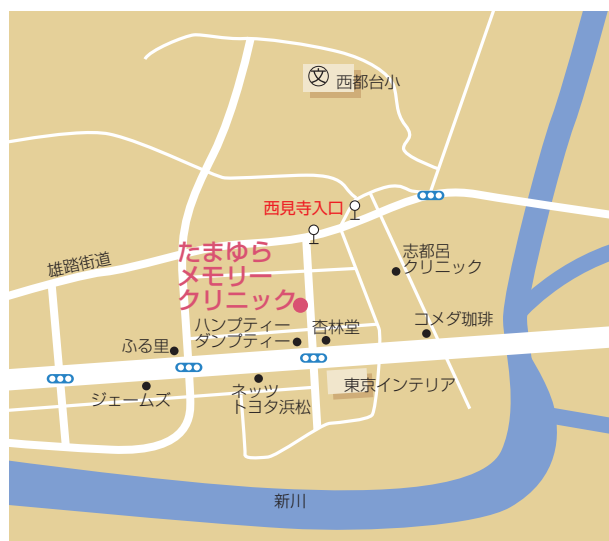 文
西都台小
西見寺入口
雄踏街道
たまゆら
メモリー
クリニック
志都呂
クリニック
ハンプティー
ダンプティー
杏林堂
コメダ珈琲
ふる里
ジェームズ
ネッツ
トヨタ浜松
東京インテリア
新川